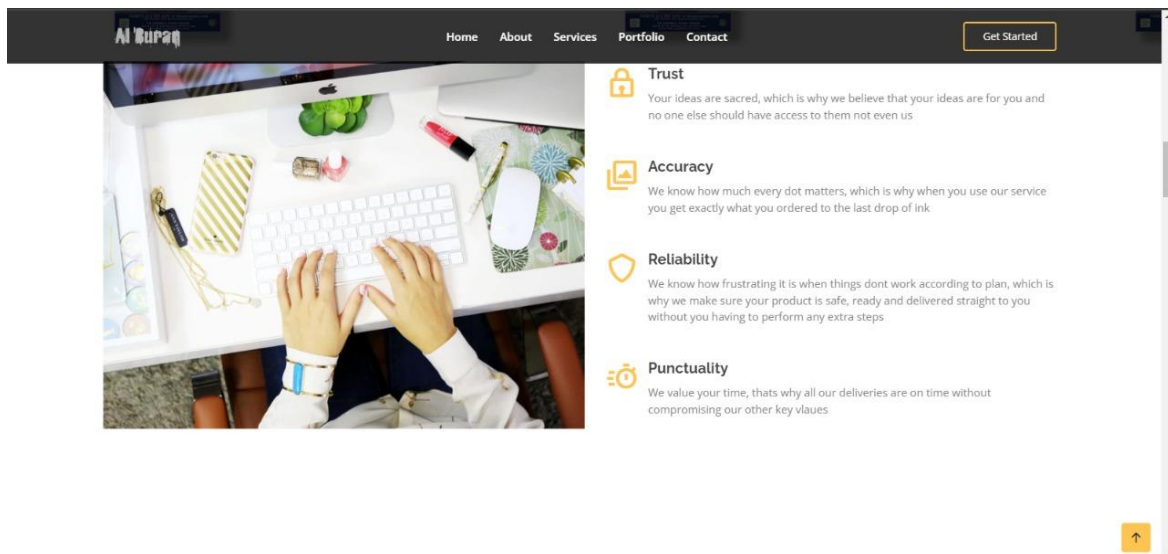 Al 'Buraq
Home About Services Portfolio Contact
Get Started
Trust
Your ideas are sacred, which is why we believe that your ideas are for you and
no one else should have access to them not even us
Accuracy
We know how much every dot matters, which is why when you use our service
you get exactly what you ordered to the last drop of ink
Reliability
We know how frustrating it is when things dont work according to plan, which is
why we make sure your product is safe, ready and delivered straight to you
without you having to perform any extra steps
Punctuality
We value your time, thats why all our deliveries are on time without
compromising our other key vlaues